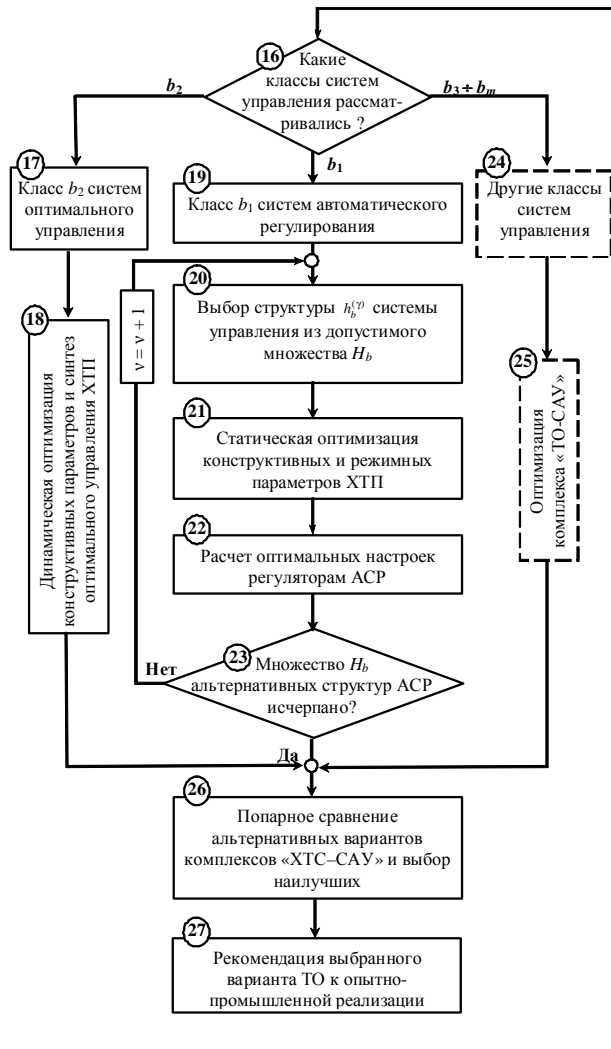 16
Какие
классы систем
управления рассмат-
ривались ?
b₂
b₃ ÷ bₘ
b₁
17
Класс b₂ систем
оптимального
управления
19
Класс b₁ систем автоматического
регулирования
24
Другие классы
систем
управления
20
Выбор структуры h_b^(γ) системы
управления из допустимого
множества H_b
ν = ν + 1
18
Динамическая оптимизация
конструктивных параметров и синтез
оптимального управления ХТП
21
Статическая оптимизация
конструктивных и режимных
параметров ХТП
25
Оптимизация
комплекса «ТО-САУ»
22
Расчет оптимальных настроек
регуляторам АСР
23
Множество H_b
альтернативных структур АСР
исчерпано?
Нет
Да
26
Попарное сравнение
альтернативных вариантов
комплексов «ХТС–САУ» и выбор
наилучших
27
Рекомендация выбранного
варианта ТО к опытно-
промышленной реализации